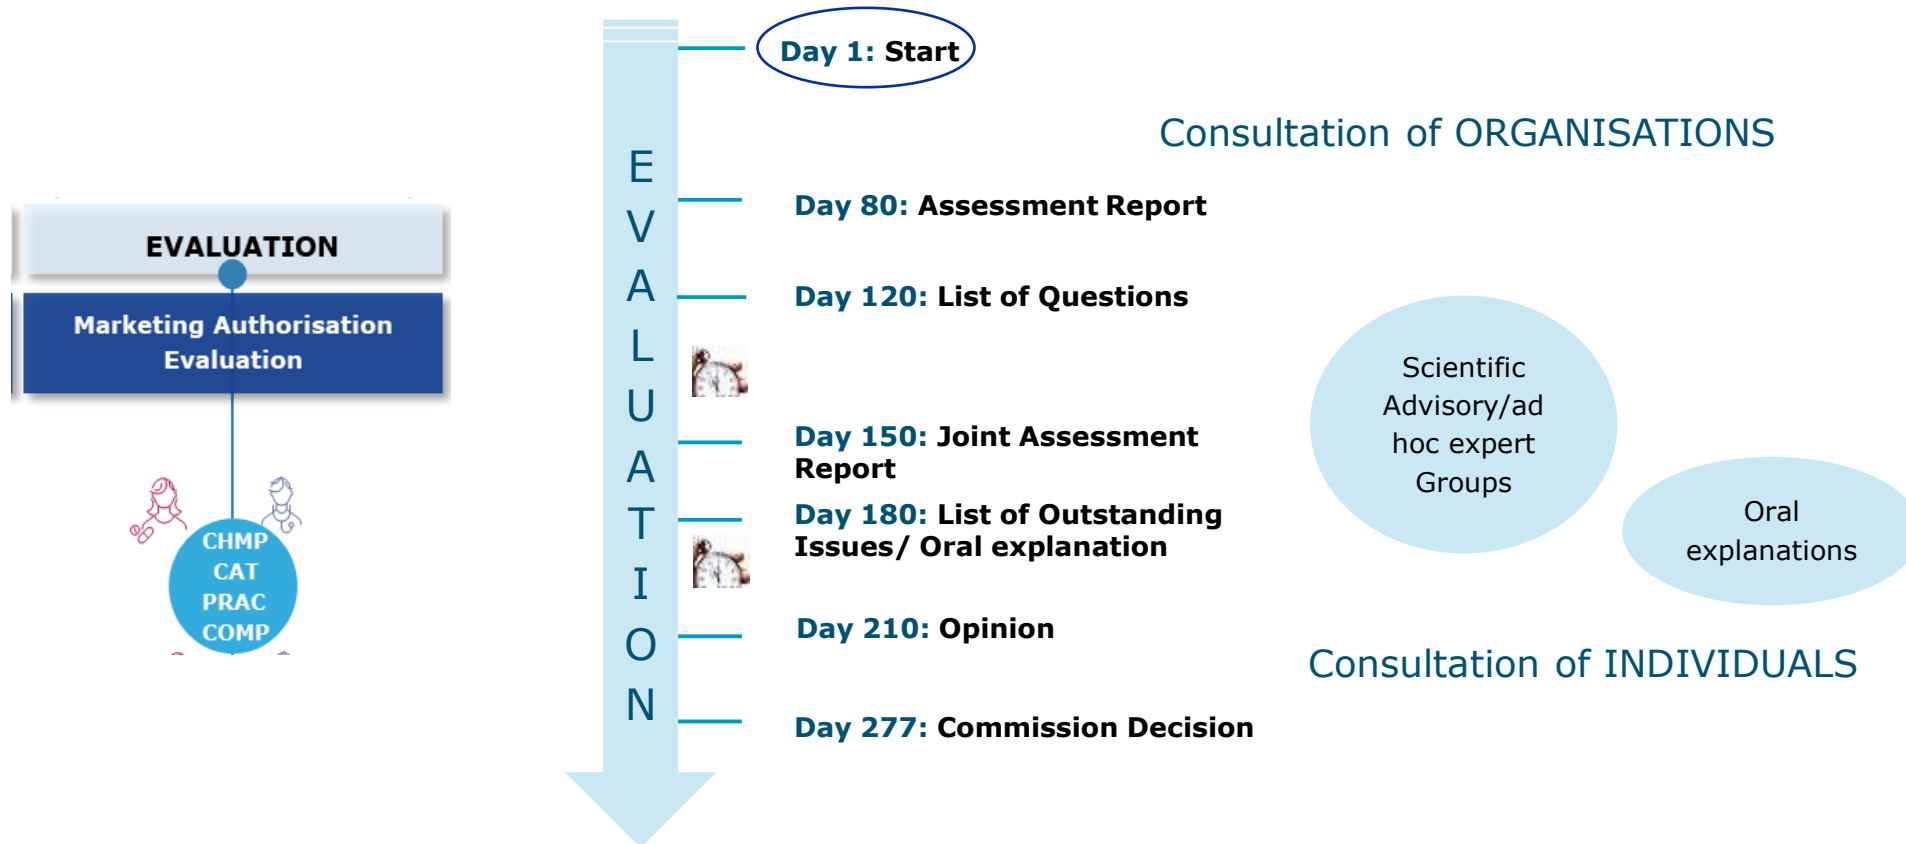 EVALUATION
Marketing Authorisation
Evaluation
CHMP
CAT
PRAC
COMP
E
V
A
L
U
A
T
I
O
N
Day 1: Start
Day 80: Assessment Report
Day 120: List of Questions
Day 150: Joint Assessment
Report
Day 180: List of Outstanding
Issues/ Oral explanation
Day 210: Opinion
Day 277: Commission Decision
Consultation of ORGANISATIONS
Scientific
Advisory/ad
hoc expert
Groups
Oral
explanations
Consultation of INDIVIDUALS